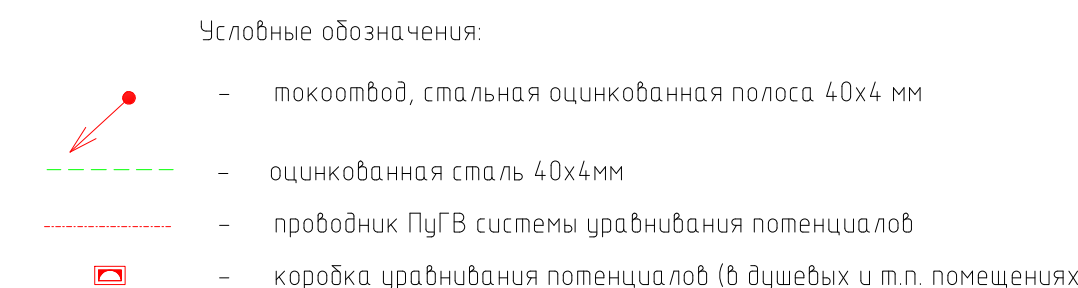 Условные обозначения:
– токоотвод, стальная оцинкованная полоса 40х4 мм
– оцинкованная сталь 40х4мм
– проводник ПуГВ системы уравнивания потенциалов
– коробка уравнивания потенциалов (в душевых и т.п. помещениях